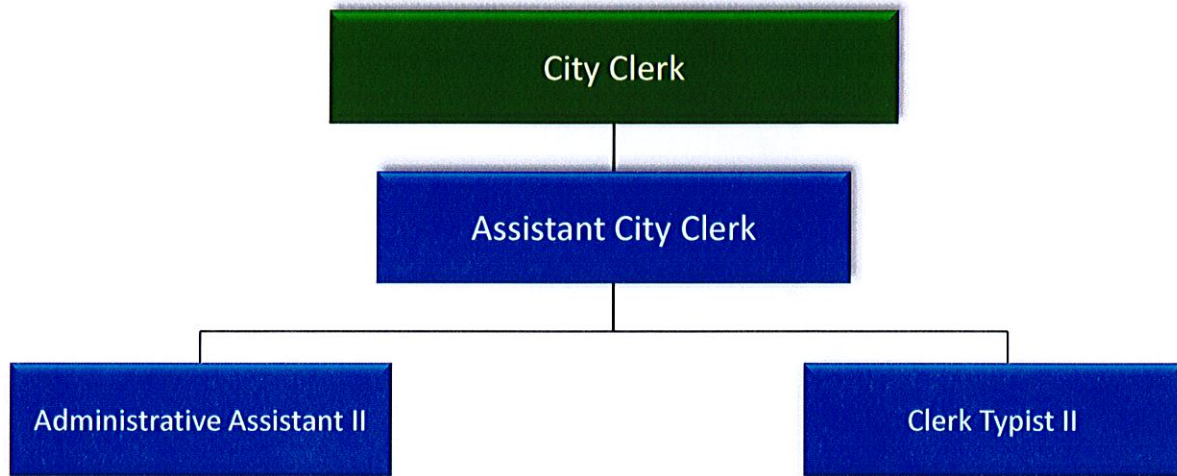 City Clerk
Assistant City Clerk
Administrative Assistant II
Clerk Typist II